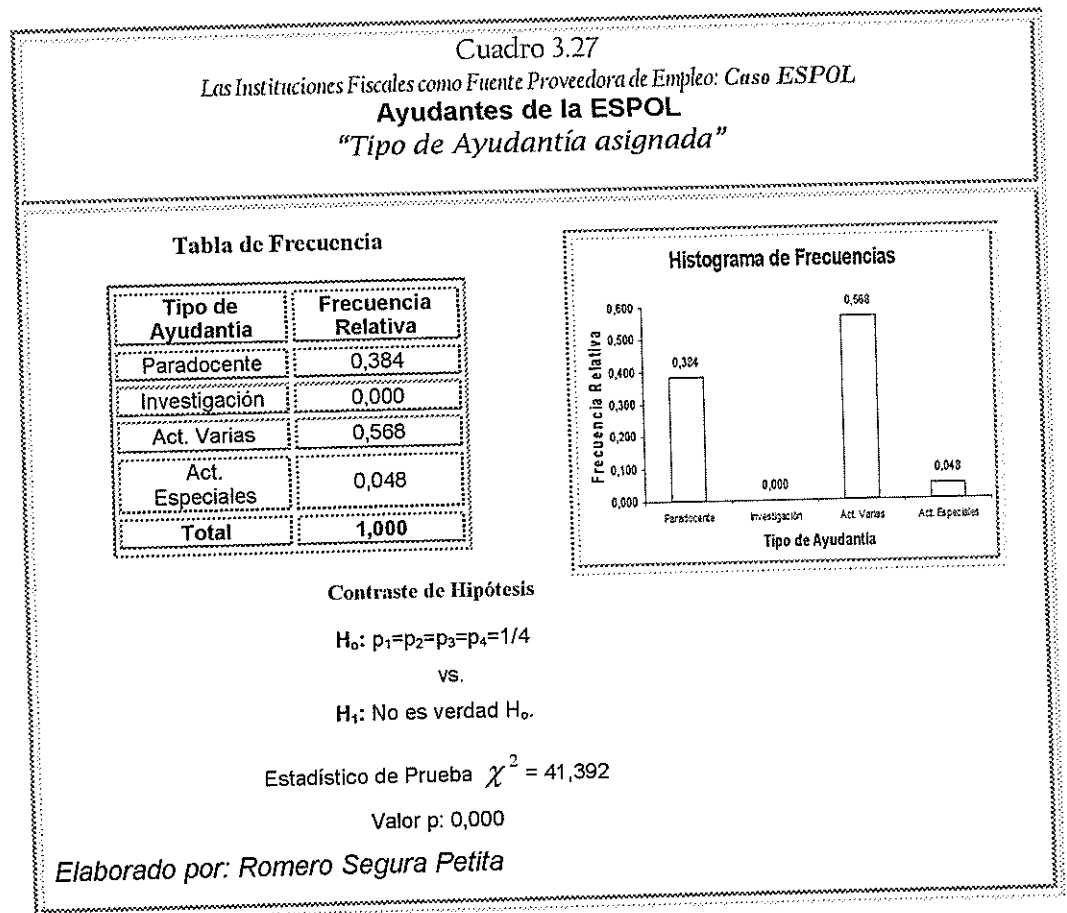 Cuadro 3.27
Las Instituciones Fiscales como Fuente Proveedora de Empleo: Caso ESPOL
Ayudantes de la ESPOL
"Tipo de Ayudantía asignada"
Tabla de Frecuencia
Tipo de Ayudantia
Frecuencia Relativa
Paradocente 0,384
Investigación 0,000
Act. Varias 0,568
Act. Especiales 0,048
Total 1,000
Histograma de Frecuencias
Frecuencia Relativa
0,600
0,500
0,400
0,300
0,200
0,100
0,000
0,384
0,000
0,568
0,048
Paradocente Investigación Act. Varias Act. Especiales
Tipo de Ayudantía
Contraste de Hipótesis
Ho: p1=p2=p3=p4=1/4
vs.
H1: No es verdad Ho.
Estadístico de Prueba χ² = 41,392
Valor p: 0,000
Elaborado por: Romero Segura Petita